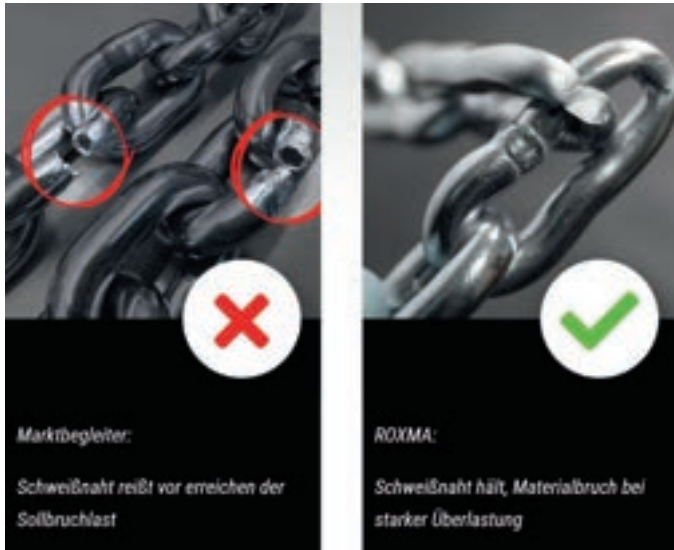 Marktbegleiter:
Schweißnaht reißt vor erreichen der
Sollbruchlast
ROXMA:
Schweißnaht hält, Materialbruch bei
starker Überlastung